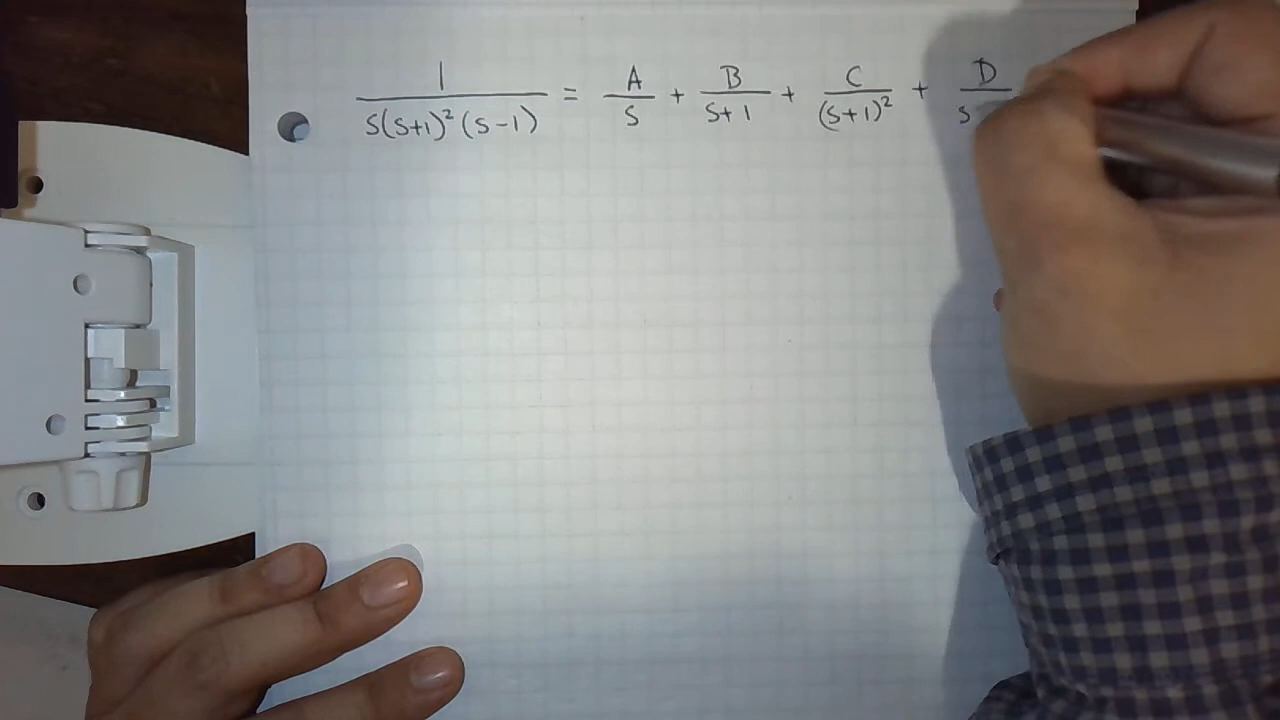 1/(s(s+1)²(s-1)) = A/s + B/(s+1) + C/(s+1)² + D/s